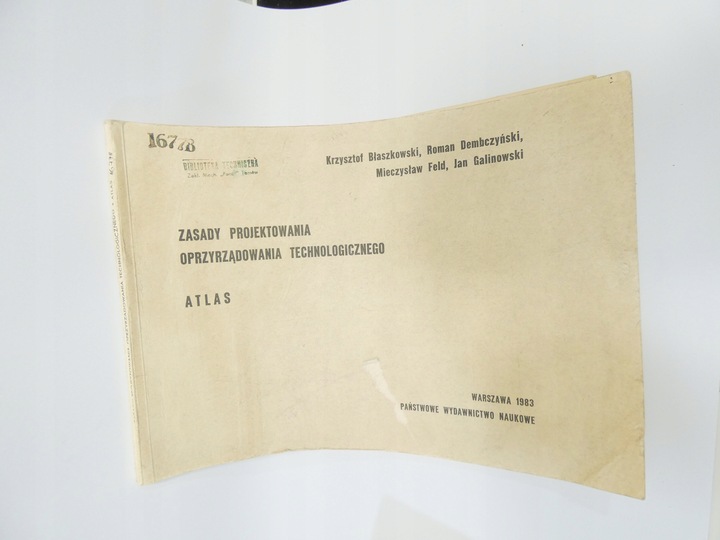 167 B
BIBLIOTEKA TECHNICZNA
Krzysztof Błaszkowski, Roman Dembczyński,
Mieczysław Feld, Jan Galinowski
ZASADY PROJEKTOWANIA
OPRZYRZĄDOWANIA TECHNOLOGICZNEGO
ATLAS
WARSZAWA 1983
PAŃSTWOWE WYDAWNICTWO NAUKOWE